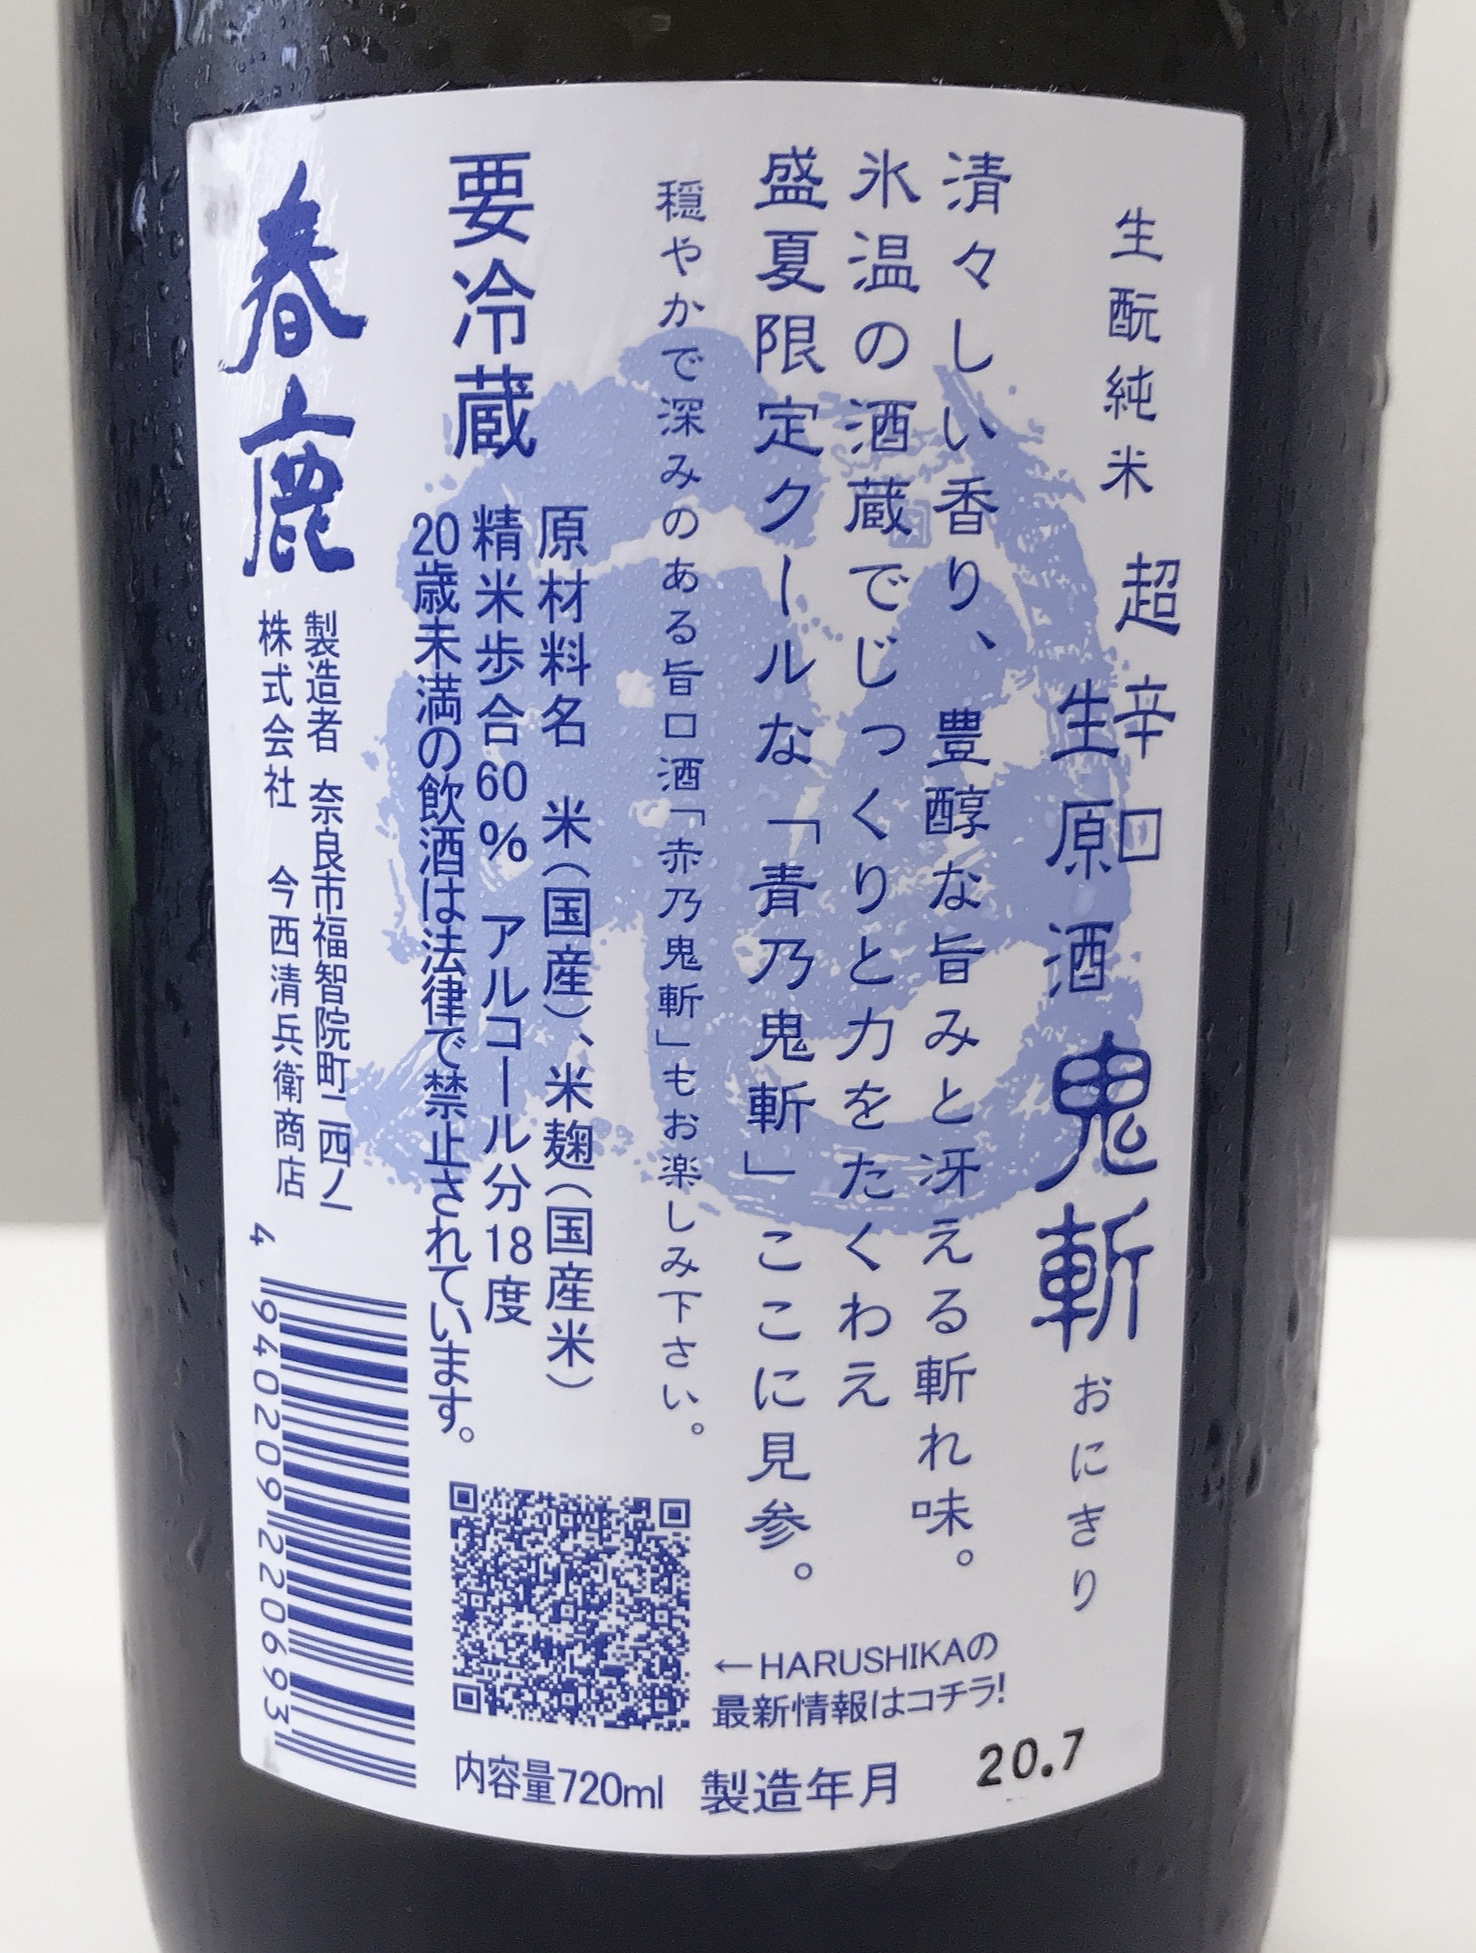 生酛純米 超辛口
生原酒 鬼斬 おにきり
清々しい香り、豊醇な旨みと冴える斬れ味。
氷温の酒蔵でじっくりと力をたくわえ
盛夏限定クールな「青乃鬼斬」ここに見参。
穏やかで深みのある旨口酒「赤乃鬼斬」もお楽しみ下さい。
要冷蔵
原材料名 米(国産)、米麹(国産米)
精米歩合60% アルコール分18度
20歳未満の飲酒は法律で禁止されています。
春鹿
製造者 奈良市福智院町二四ノ一
株式会社 今西清兵衛商店
4 940209 220693
←HARUSHIKAの
最新情報はコチラ!
内容量720ml 製造年月 20.7